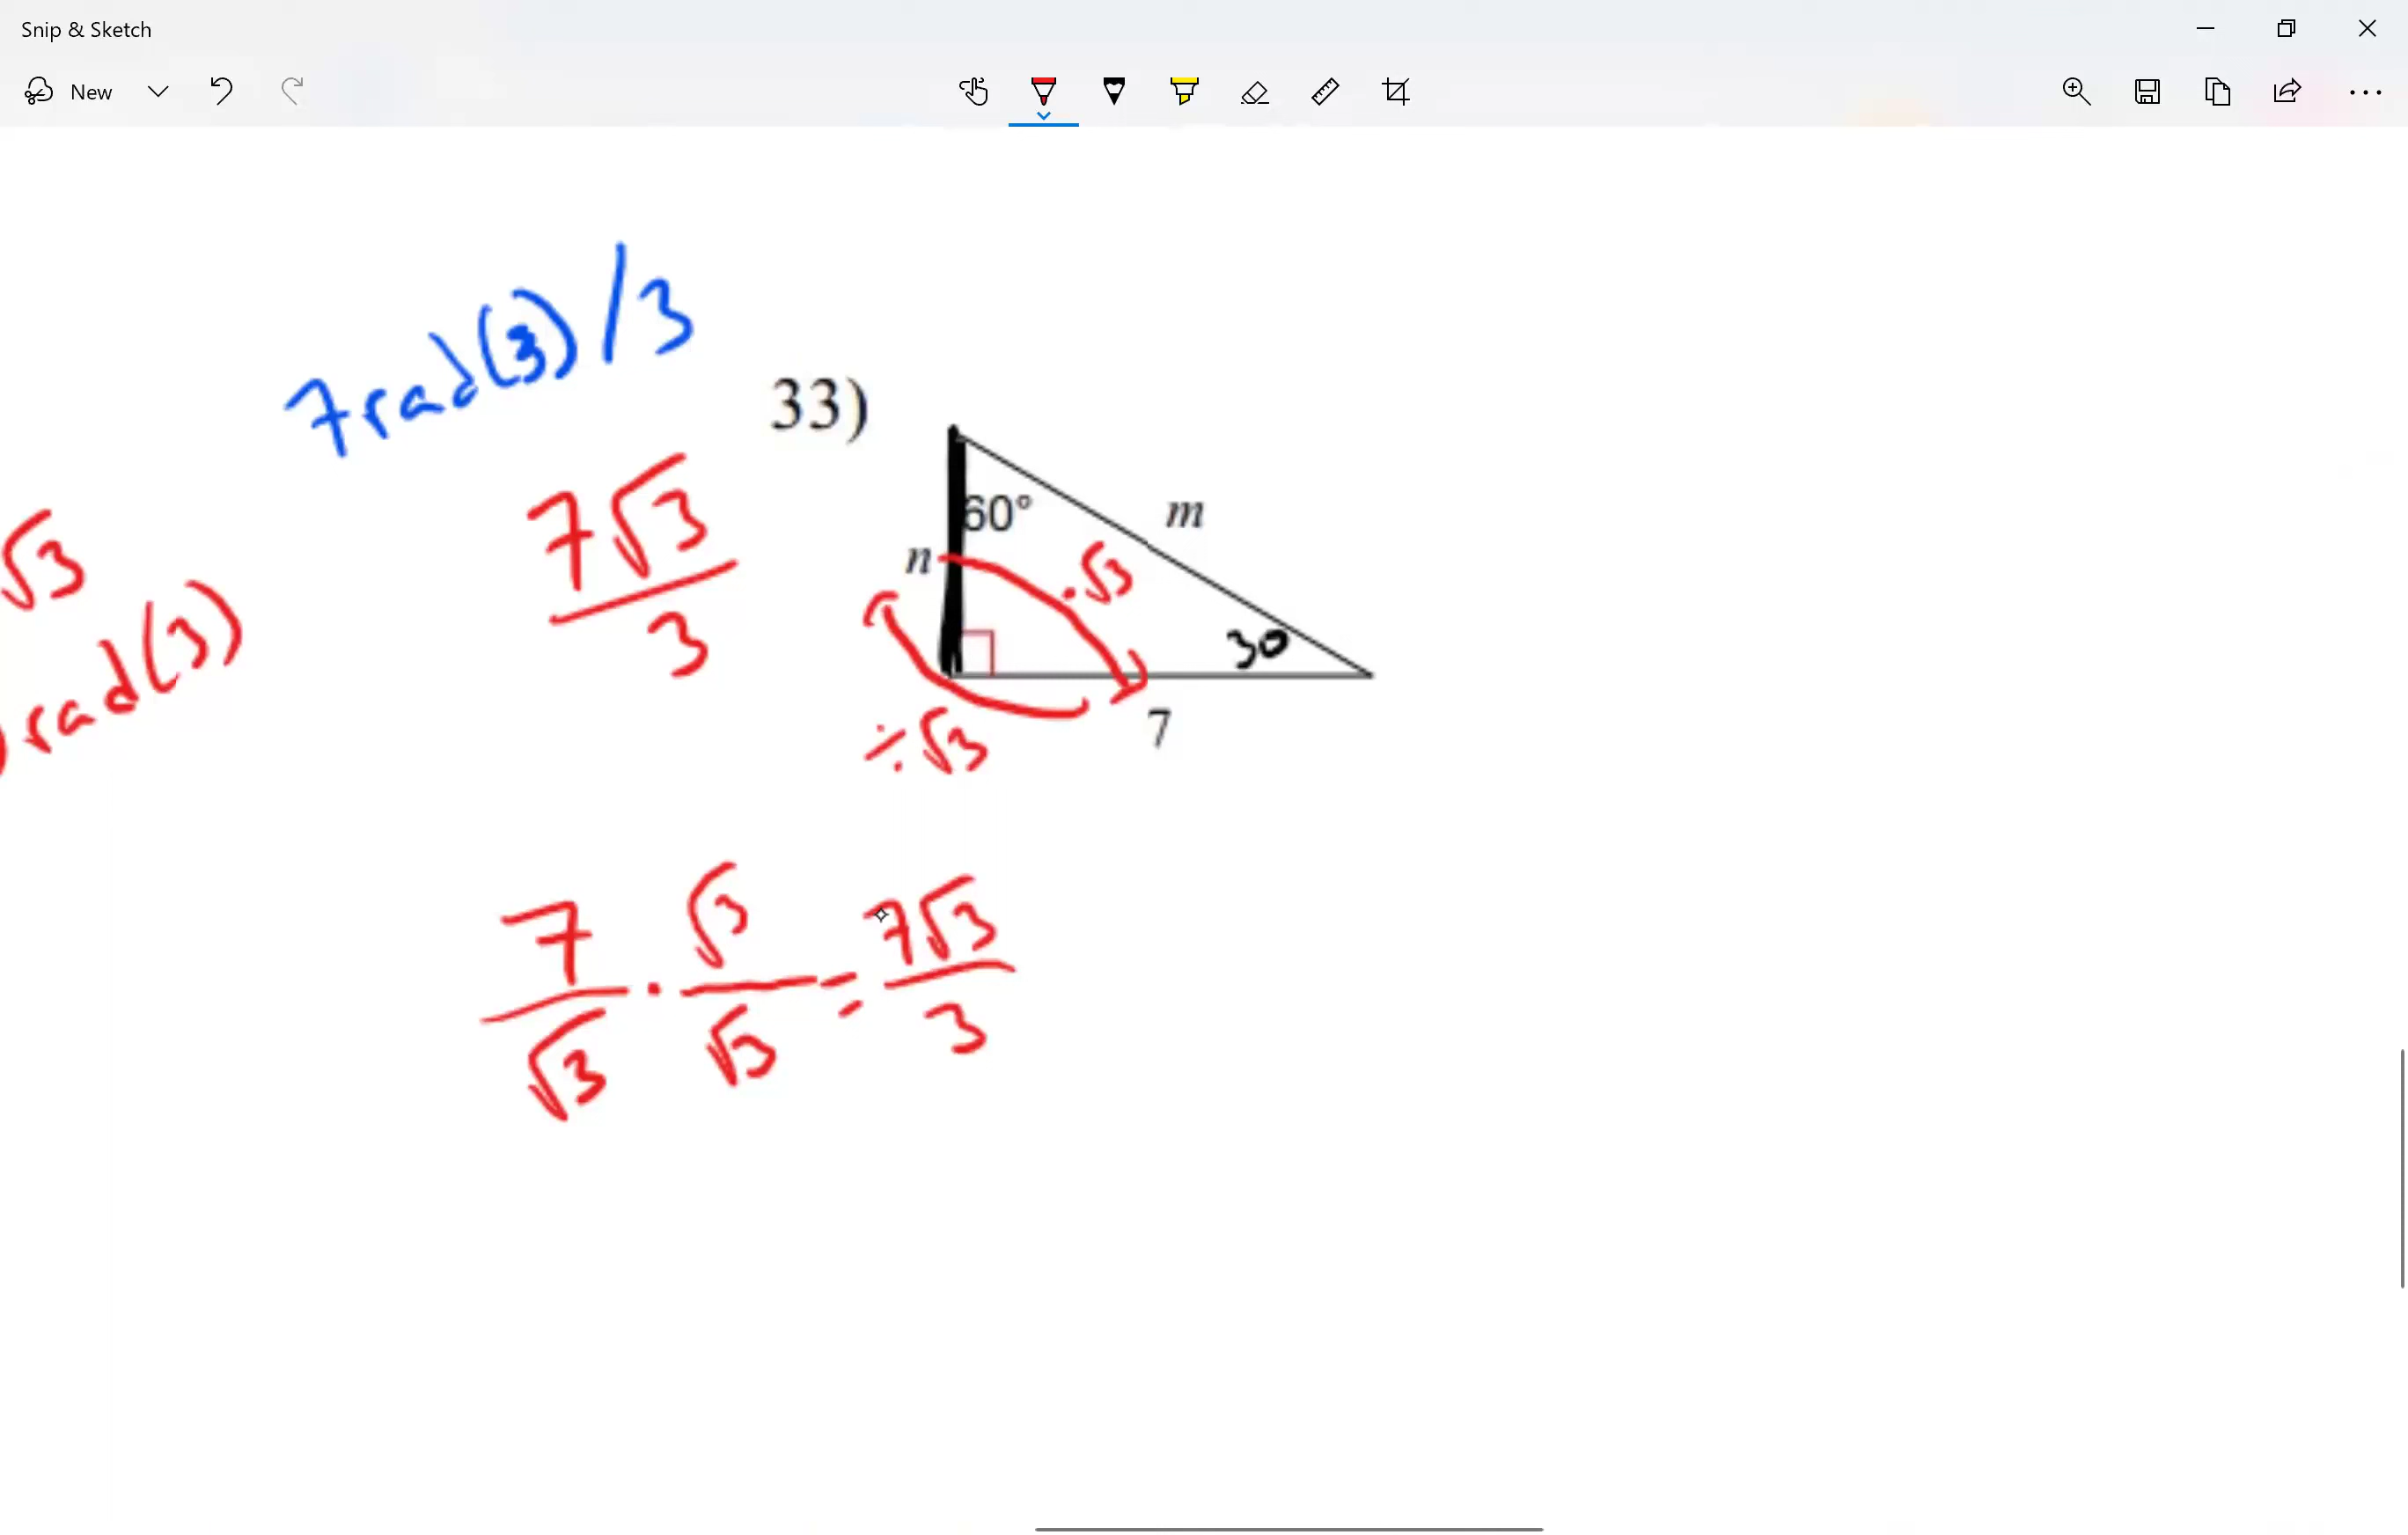 Snip & Sketch
New
7rad(3)/3
33)
√3
rad(3)
7√3
3
60°
m
n
·√3
30
7
÷√3
7/√3 · √3/√3 = 7√3/3